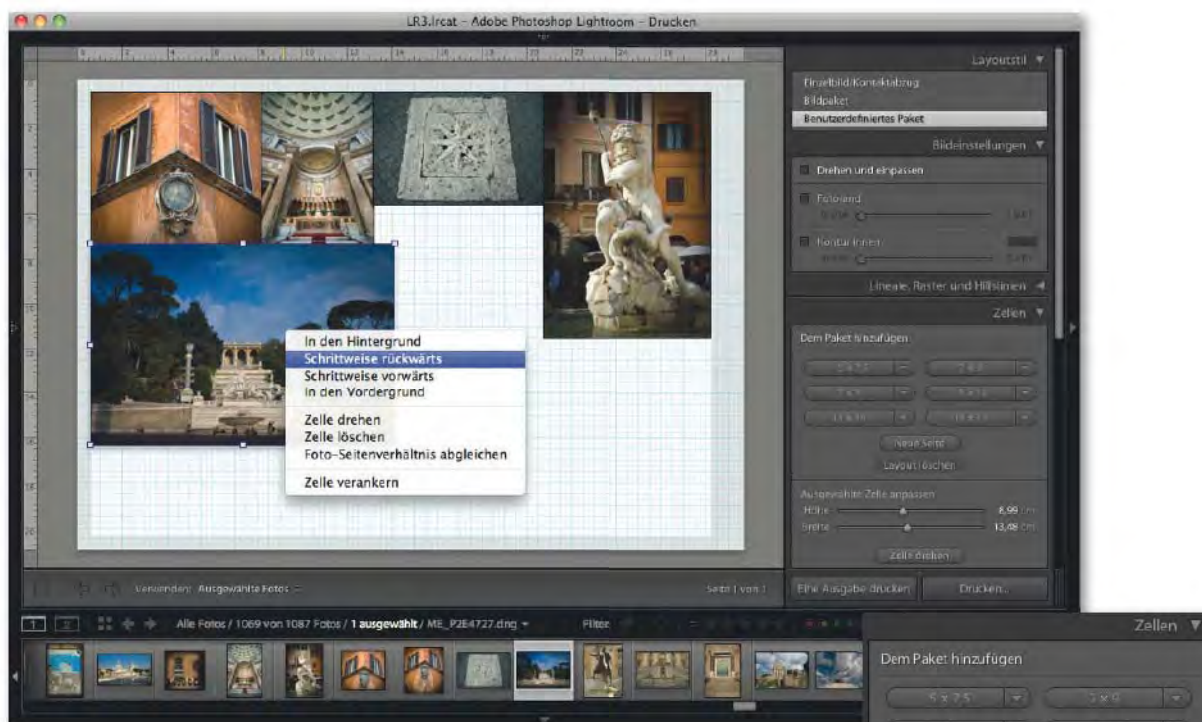 LR3.lrcat – Adobe Photoshop Lightroom – Drucken
Layoutstil
Einzelbild/Kontaktabzug
Bildpaket
Benutzerdefiniertes Paket
Bildeinstellungen
Drehen und einpassen
Fotorand
Kontur innen
Lineale, Raster und Hilfslinien
Zellen
Dem Paket hinzufügen
Neue Seite
Layout löschen
Ausgewählte Zelle anpassen
Höhe 8,99 cm
Breite 13,48 cm
Zelle drehen
In den Hintergrund
Schrittweise rückwärts
Schrittweise vorwärts
In den Vordergrund
Zelle drehen
Zelle löschen
Foto-Seitenverhältnis abgleichen
Zelle verankern
Verwenden: Ausgewählte Fotos
Seite 1 von 1
Eine Ausgabe drucken
Drucken...
1 2
Alle Fotos / 1069 von 1087 Fotos / 1 ausgewählt / ME_P2E4727.dng
Filter:
Zellen
Dem Paket hinzufügen
5 x 7,5